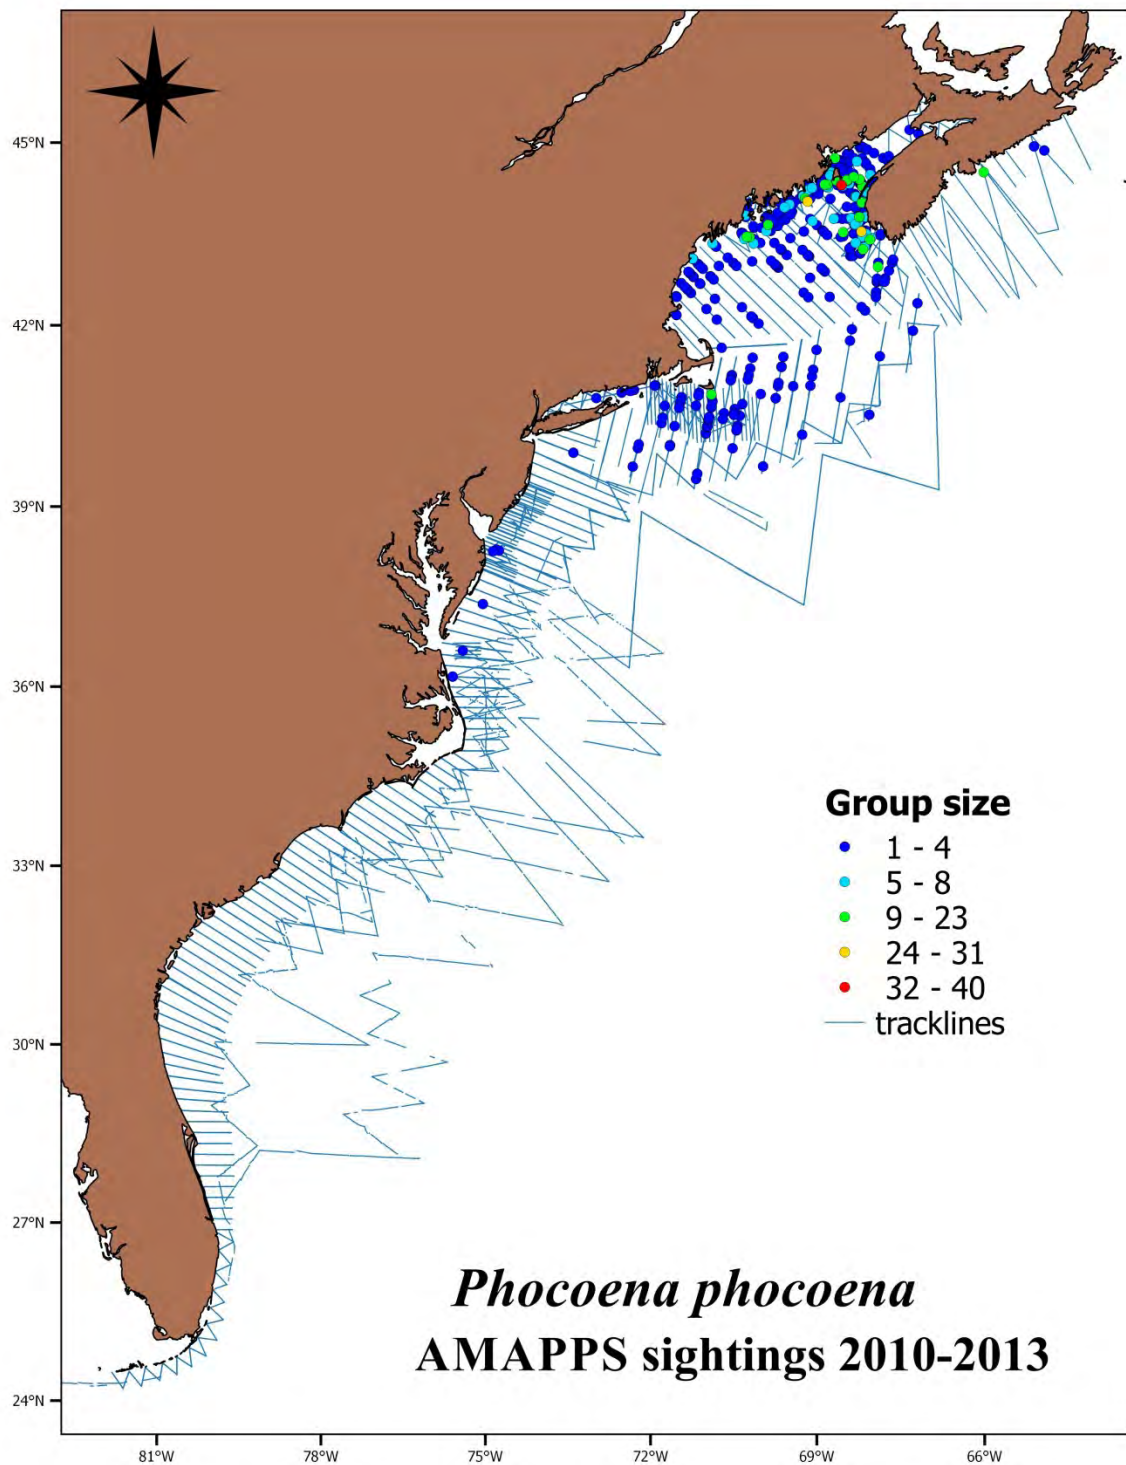 45°N
42°N
39°N
36°N
33°N
30°N
27°N
24°N
Group size
1 - 4
5 - 8
9 - 23
24 - 31
32 - 40
tracklines
Phocoena phocoena
AMAPPS sightings 2010-2013
81°W 78°W 75°W 72°W 69°W 66°W